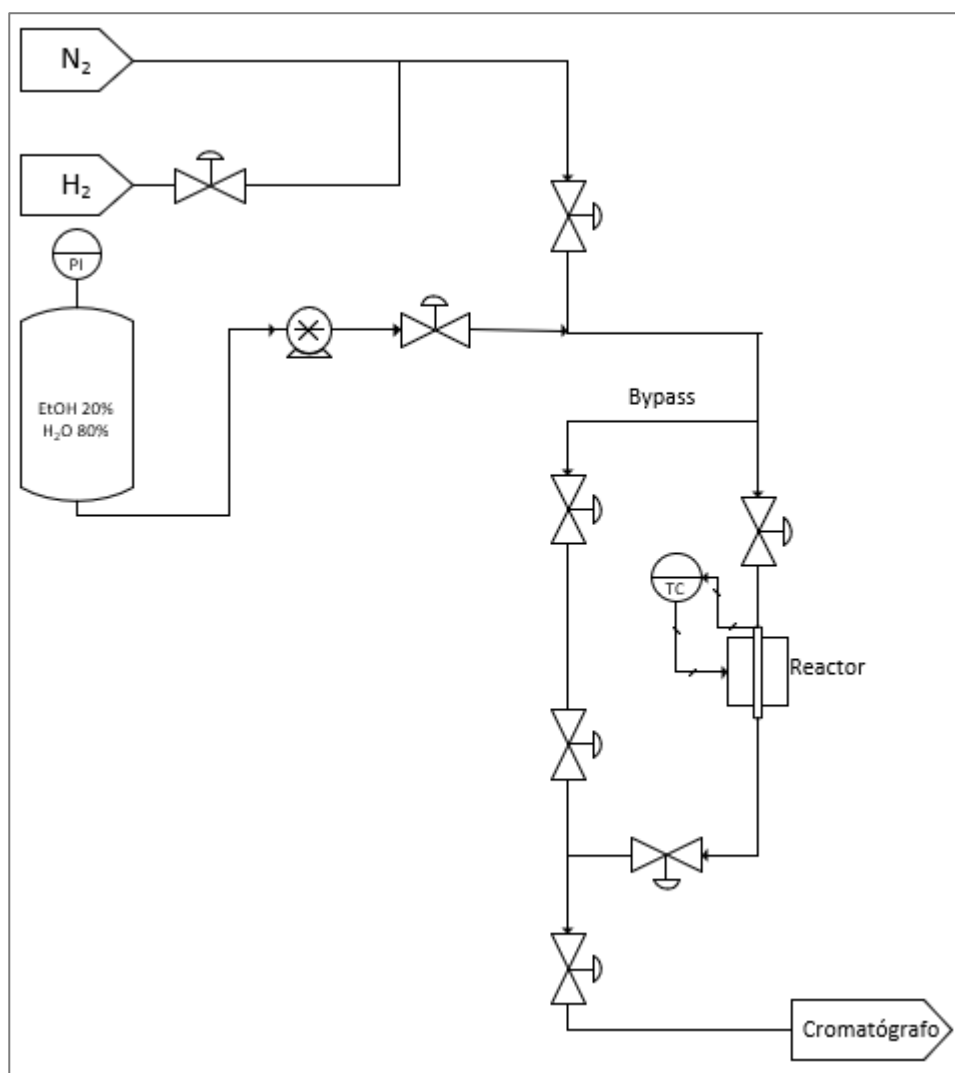 N₂
H₂
PI
EtOH 20%
H₂O 80%
Bypass
TC
Reactor
Cromatógrafo